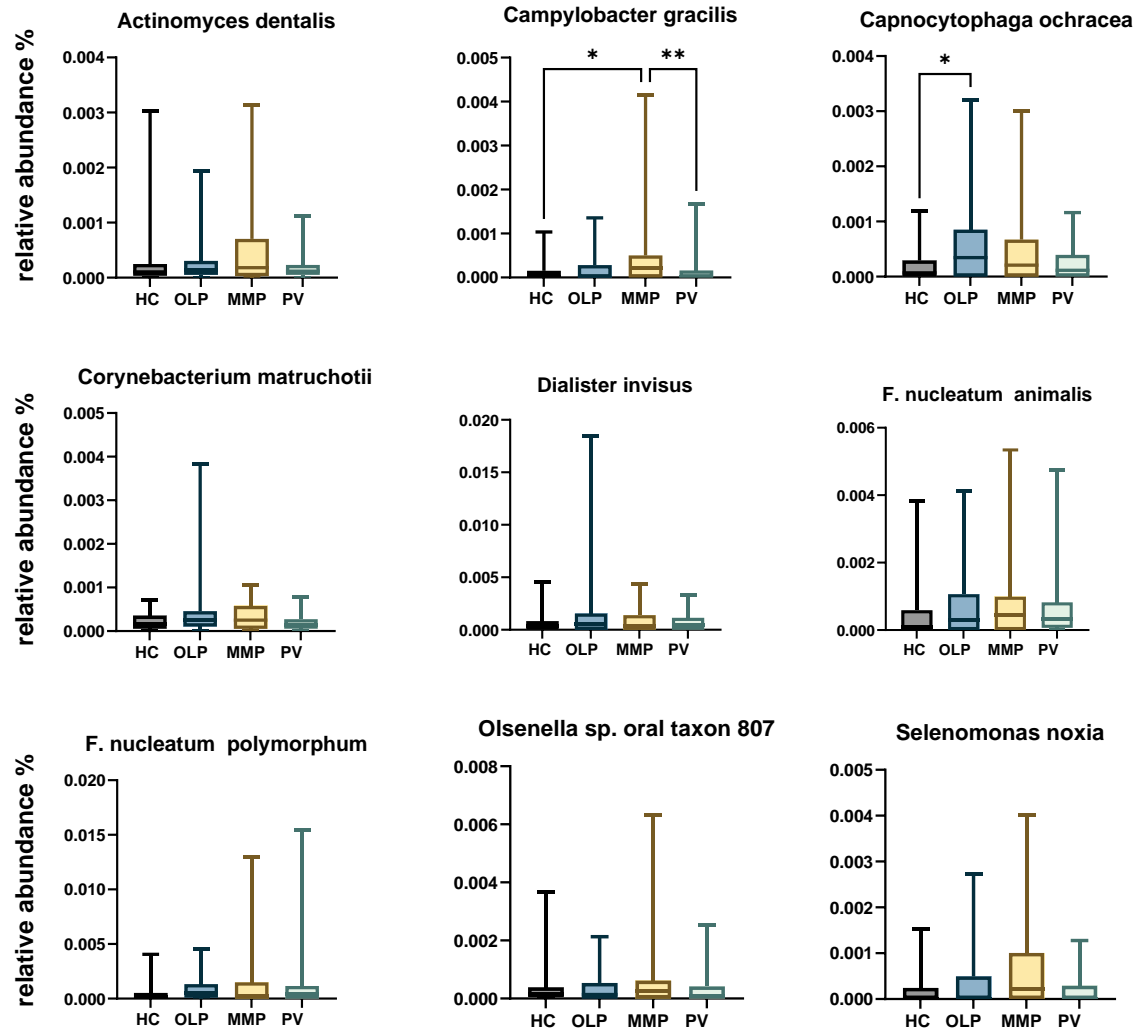 Actinomyces dentalis
Campylobacter gracilis
Capnocytophaga ochracea
relative abundance %
0.004
0.003
0.002
0.001
0.000
HC OLP MMP PV
0.005
0.004
0.003
0.002
0.001
0.000
* **
HC OLP MMP PV
0.004
0.003
0.002
0.001
0.000
*
HC OLP MMP PV
Corynebacterium matruchotii
Dialister invisus
F. nucleatum animalis
relative abundance %
0.005
0.004
0.003
0.002
0.001
0.000
HC OLP MMP PV
0.020
0.015
0.010
0.005
0.000
HC OLP MMP PV
0.006
0.004
0.002
0.000
HC OLP MMP PV
F. nucleatum polymorphum
Olsenella sp. oral taxon 807
Selenomonas noxia
relative abundance %
0.020
0.015
0.010
0.005
0.000
HC OLP MMP PV
0.008
0.006
0.004
0.002
0.000
HC OLP MMP PV
0.005
0.004
0.003
0.002
0.001
0.000
HC OLP MMP PV